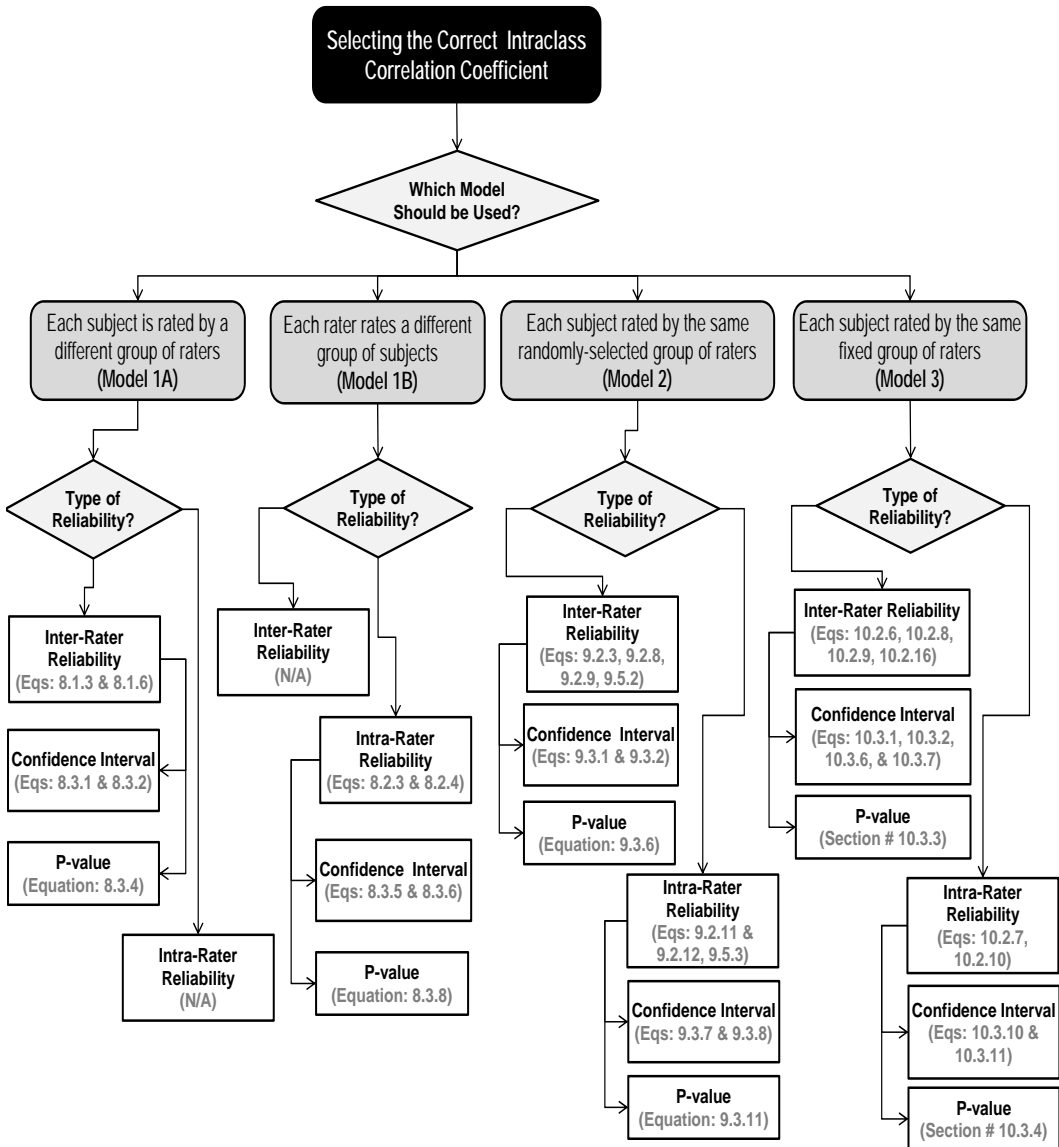 Selecting the Correct Intraclass
Correlation Coefficient
Which Model
Should be Used?
Each subject is rated by a
different group of raters
(Model 1A)
Each rater rates a different
group of subjects
(Model 1B)
Each subject rated by the same
randomly-selected group of raters
(Model 2)
Each subject rated by the same
fixed group of raters
(Model 3)
Type of
Reliability?
Type of
Reliability?
Type of
Reliability?
Type of
Reliability?
Inter-Rater
Reliability
(Eqs: 8.1.3 & 8.1.6)
Confidence Interval
(Eqs: 8.3.1 & 8.3.2)
P-value
(Equation: 8.3.4)
Intra-Rater
Reliability
(N/A)
Inter-Rater
Reliability
(N/A)
Intra-Rater
Reliability
(Eqs: 8.2.3 & 8.2.4)
Confidence Interval
(Eqs: 8.3.5 & 8.3.6)
P-value
(Equation: 8.3.8)
Inter-Rater
Reliability
(Eqs: 9.2.3, 9.2.8,
9.2.9, 9.5.2)
Confidence Interval
(Eqs: 9.3.1 & 9.3.2)
P-value
(Equation: 9.3.6)
Intra-Rater
Reliability
(Eqs: 9.2.11 &
9.2.12, 9.5.3)
Confidence Interval
(Eqs: 9.3.7 & 9.3.8)
P-value
(Equation: 9.3.11)
Inter-Rater Reliability
(Eqs: 10.2.6, 10.2.8,
10.2.9, 10.2.16)
Confidence Interval
(Eq: 10.3.1, 10.3.2,
10.3.6, & 10.3.7)
P-value
(Section # 10.3.3)
Intra-Rater
Reliability
(Eqs: 10.2.7,
10.2.10)
Confidence Interval
(Eqs: 10.3.10 &
10.3.11)
P-value
(Section # 10.3.4)